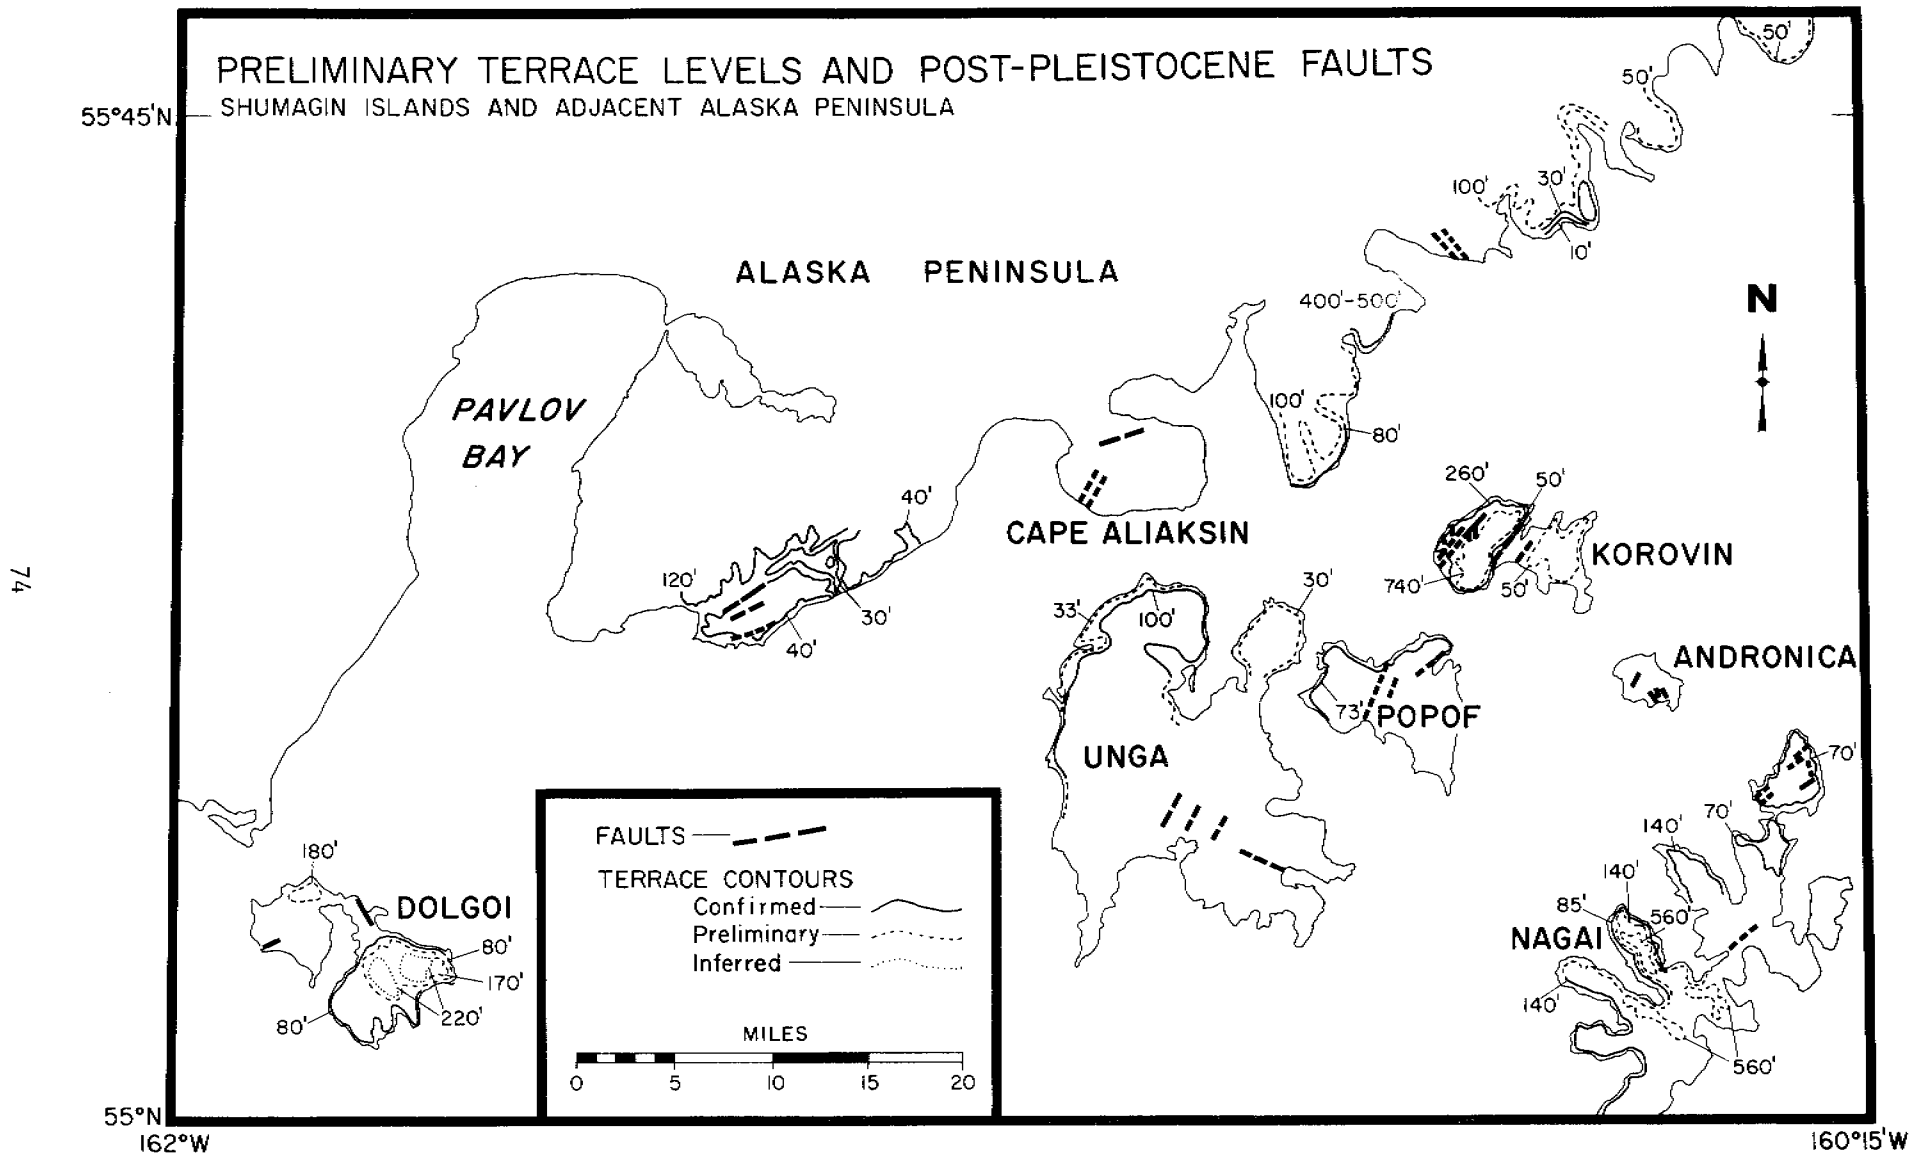 PRELIMINARY TERRACE LEVELS AND POST-PLEISTOCENE FAULTS
SHUMAGIN ISLANDS AND ADJACENT ALASKA PENINSULA
55°45'N
50'
50'
100'
30'
10'
ALASKA PENINSULA
N
400'-500'
PAVLOV
BAY
100'
80'
260'
50'
40'
CAPE ALIAKSIN
KOROVIN
74
120'
740'
50'
30'
33'
100'
30'
40'
ANDRONICA
73'
POPOF
UNGA
70'
FAULTS
70'
140'
180'
TERRACE CONTOURS
140'
DOLGOI
Confirmed
85'
560'
Preliminary
NAGAI
80'
Inferred
170'
140'
80'
220'
MILES
560'
0 5 10 15 20
55°N
162°W
160°15'W